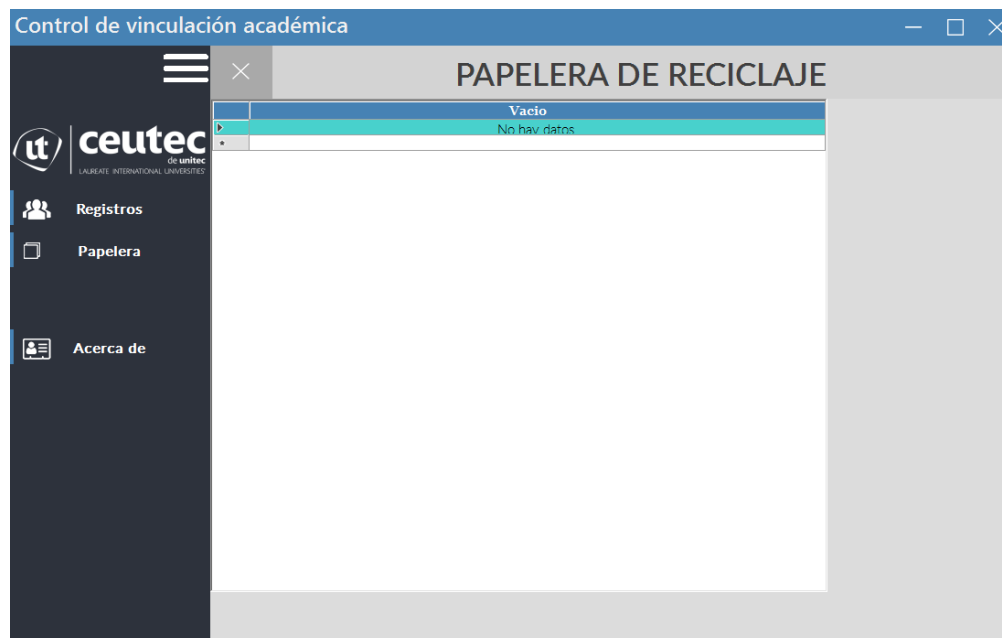 Control de vinculación académica
PAPELERA DE RECICLAJE
Vacio
No hay datos
ceutec
de unitec
LAUREATE INTERNATIONAL UNIVERSITIES
Registros
Papelera
Acerca de